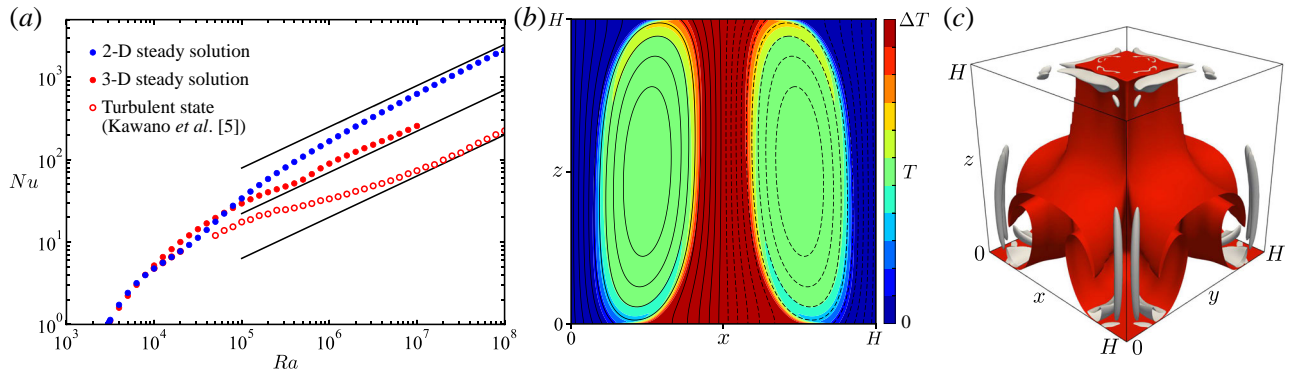 (a)
2-D steady solution
3-D steady solution
Turbulent state
(Kawano et al. [5])
Nu
10^3
10^2
10^1
10^0
10^3
10^4
10^5
10^6
10^7
10^8
Ra
(b)
H
z
0
0
x
H
ΔT
T
0
(c)
H
z
0
x
H
0
y
H